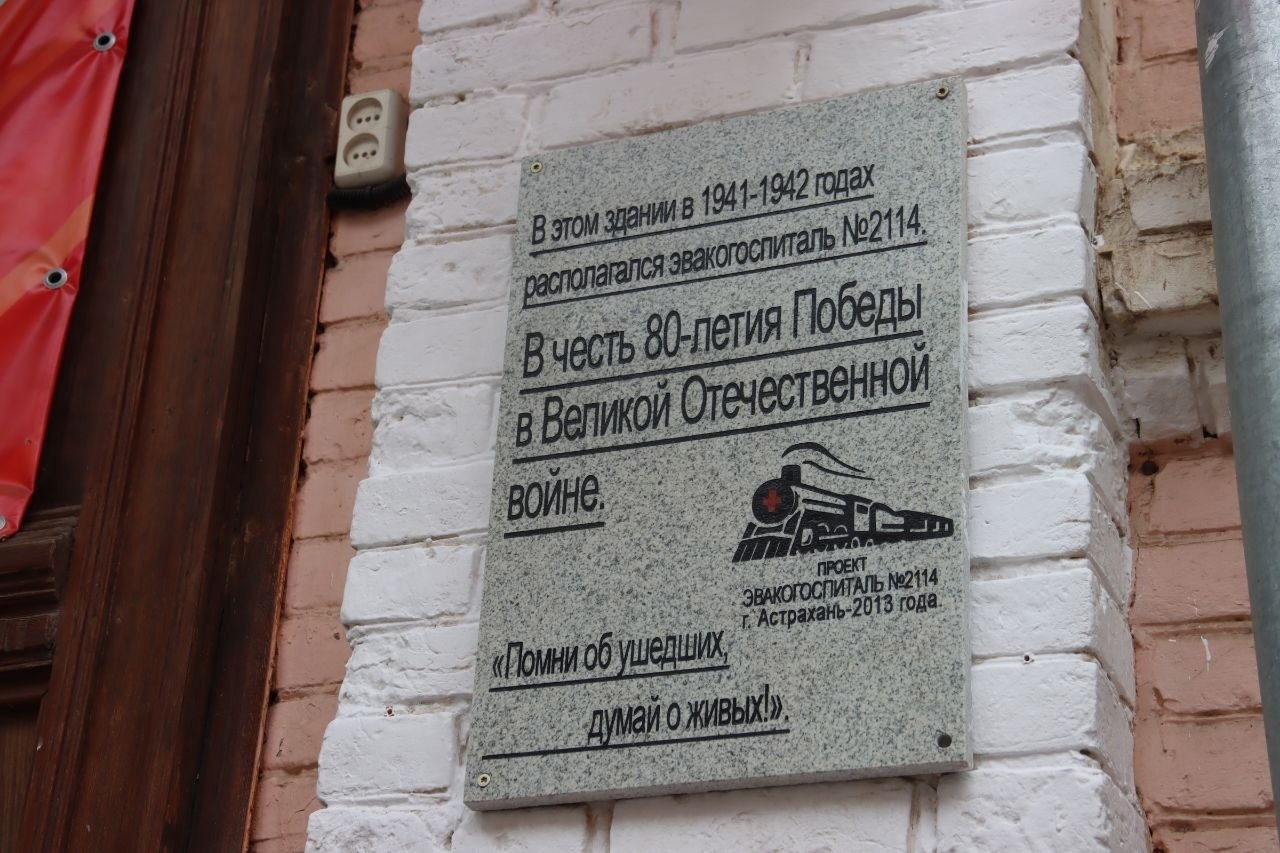 В этом здании в 1941-1942 годах
располагался эвакогоспиталь №2114.
В честь 80-летия Победы
в Великой Отечественной
войне.
ПРОЕКТ
ЭВАКОГОСПИТАЛЬ №2114
г. Астрахань-2013 года.
«Помни об ушедших,
думай о живых!».